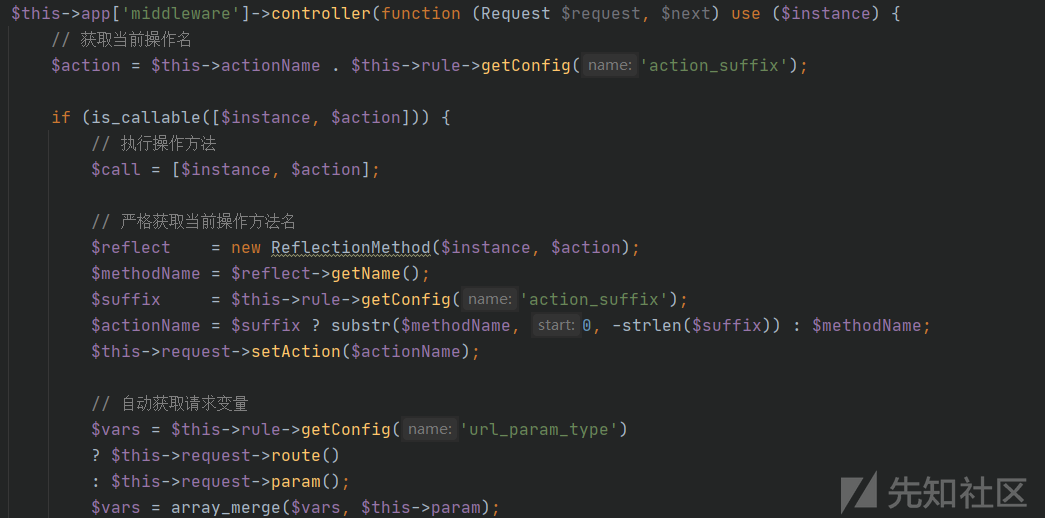 $this->app['middleware']->controller(function (Request $request, $next) use ($instance) {
// 获取当前操作名
$action = $this->actionName . $this->rule->getConfig( name: 'action_suffix');
if (is_callable([$instance, $action])) {
// 执行操作方法
$call = [$instance, $action];
// 严格获取当前操作方法名
$reflect    = new ReflectionMethod($instance, $action);
$methodName = $reflect->getName();
$suffix     = $this->rule->getConfig( name: 'action_suffix');
$actionName = $suffix ? substr($methodName, start: 0, -strlen($suffix)) : $methodName;
$this->request->setAction($actionName);
// 自动获取请求变量
$vars = $this->rule->getConfig( name: 'url_param_type')
? $this->request->route()
: $this->request->param();
$vars = array_merge($vars, $this->param);
先知社区